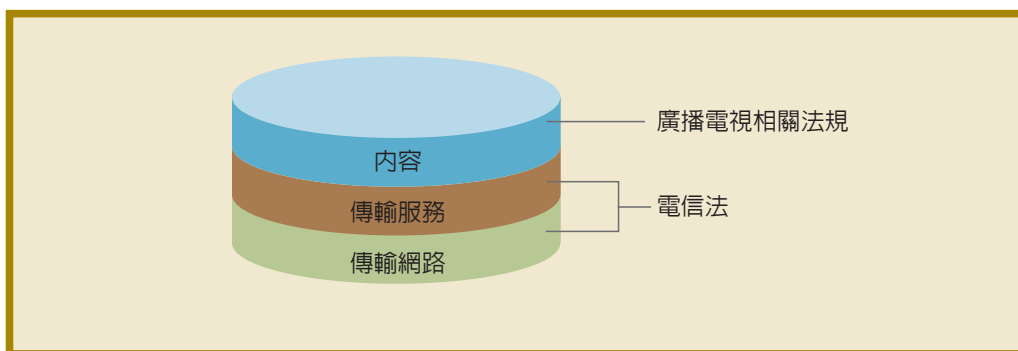 廣播電視相關法規
內容
傳輸服務
電信法
傳輸網路